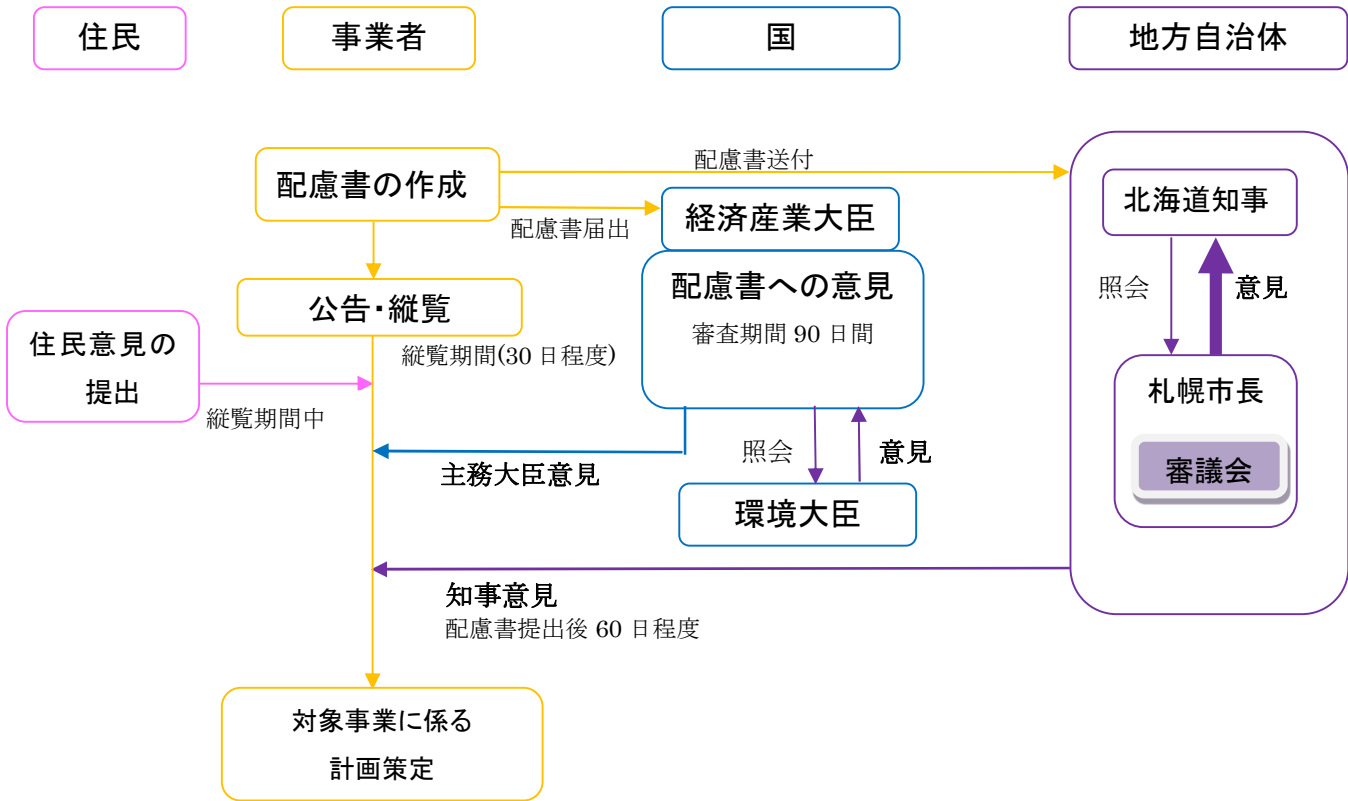 住民
事業者
国
地方自治体
配慮書の作成
配慮書送付
配慮書届出
経済産業大臣
北海道知事
配慮書への意見
審査期間 90 日間
照会
意見
公告・縦覧
縦覧期間(30 日程度)
住民意見の
提出
縦覧期間中
札幌市長
審議会
主務大臣意見
照会
意見
環境大臣
知事意見
配慮書提出後 60 日程度
対象事業に係る
計画策定